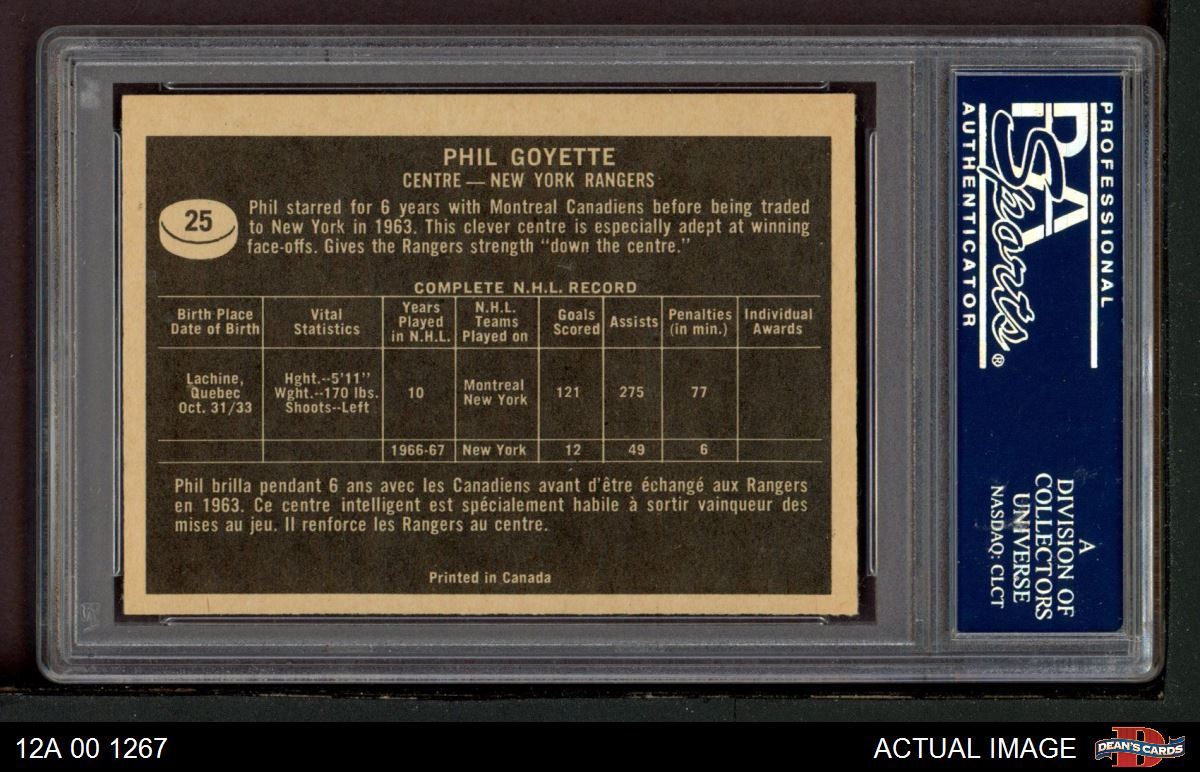 PHIL GOYETTE
CENTRE — NEW YORK RANGERS
25
Phil starred for 6 years with Montreal Canadiens before being traded
to New York in 1963. This clever centre is especially adept at winning
face-offs. Gives the Rangers strength "down the centre."
COMPLETE N.H.L. RECORD
Birth Place
Date of Birth
Vital
Statistics
Years
Played
in N.H.L.
N.H.L.
Teams
Played on
Goals
Scored
Assists
Penalties
(in min.)
Individual
Awards
Lachine,
Quebec
Oct. 31/33
Hght.--5'11"
Wght.--170 lbs.
Shoots--Left
10
Montreal
New York
121
275
77
1966-67
New York
12
49
6
Phil brilla pendant 6 ans avec les Canadiens avant d'être échangé aux Rangers
en 1963. Ce centre intelligent est spécialement habile à sortir vainqueur des
mises au jeu. Il renforce les Rangers au centre.
Printed in Canada
PROFESSIONAL
PSA
Sports®
AUTHENTICATOR
A
DIVISION OF
COLLECTORS
UNIVERSE
NASDAQ: CLCT
12A 00 1267
ACTUAL IMAGE
D
DEAN'S CARDS